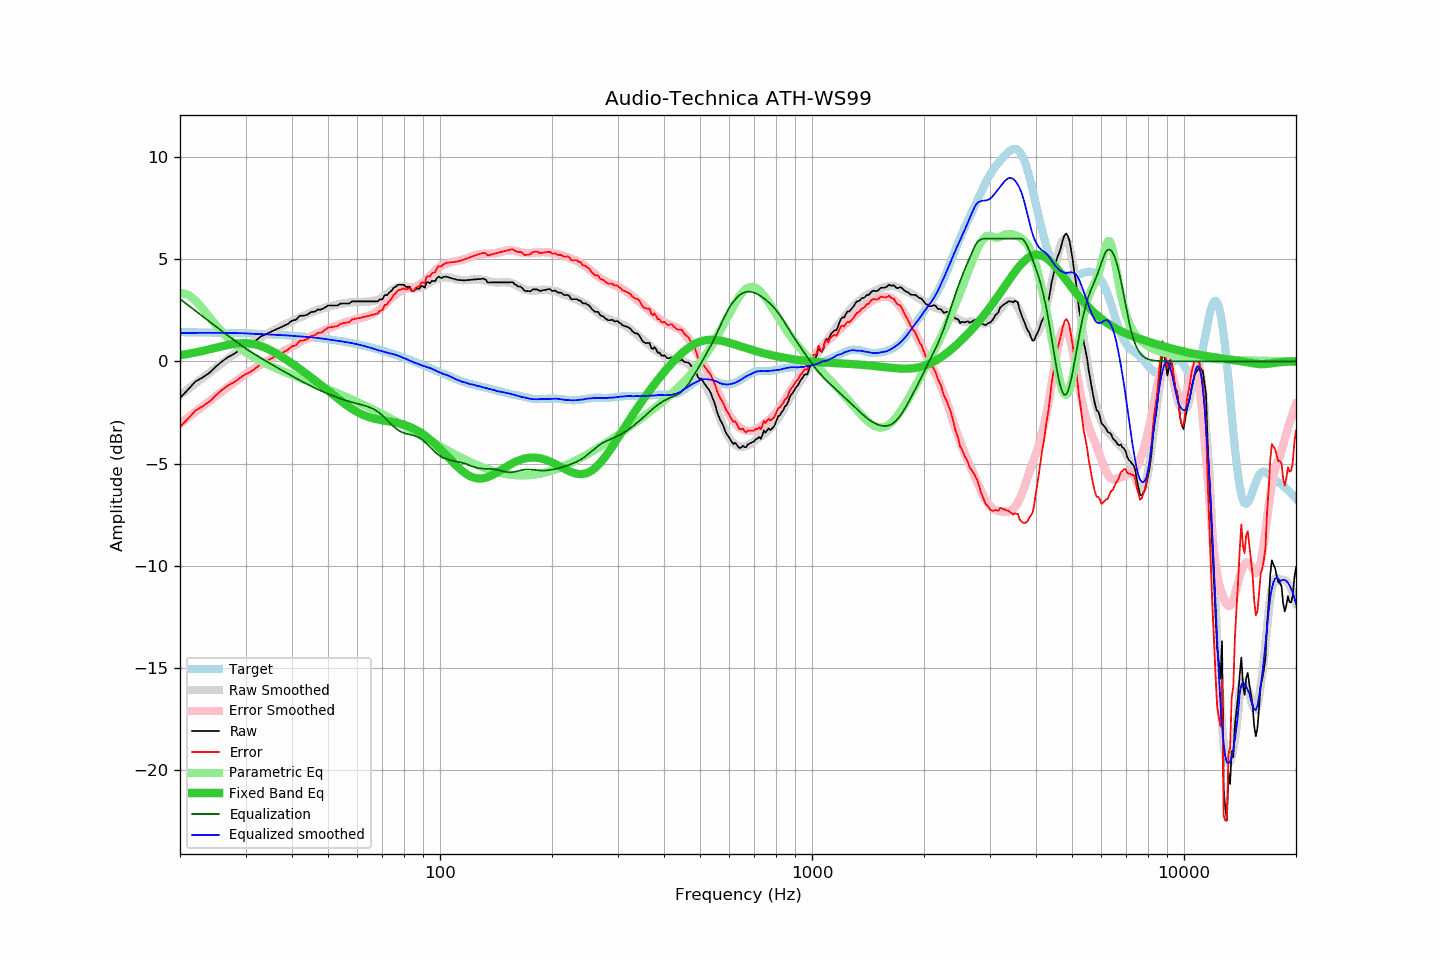 Audio-Technica ATH-WS99
10
5
0
−5
−10
−15
−20
Amplitude (dBr)
Target
Raw Smoothed
Error Smoothed
Raw
Error
Parametric Eq
Fixed Band Eq
Equalization
Equalized smoothed
100 1000 10000
Frequency (Hz)